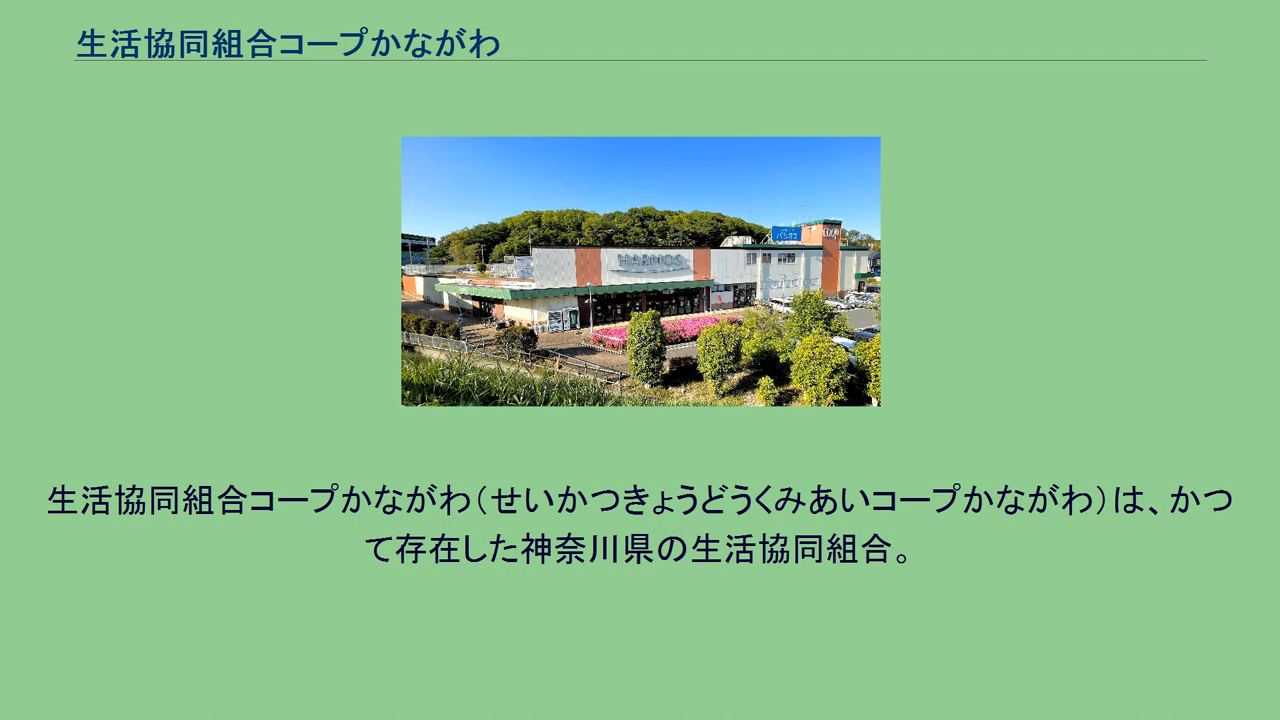 生活協同組合コープかながわ
HARMOS
生活協同組合コープかながわ（せいかつきょうどうくみあいコープかながわ）は、かつ
て存在した神奈川県の生活協同組合。